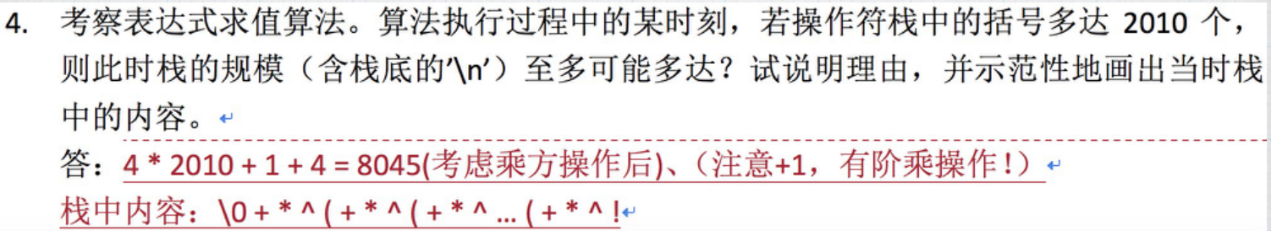 4. 考察表达式求值算法。算法执行过程中的某时刻，若操作符栈中的括号多达 2010 个，
则此时栈的规模（含栈底的'\n'）至多可能多达？试说明理由，并示范性地画出当时栈
中的内容。
答：4 * 2010 + 1 + 4 = 8045(考虑乘方操作后)、（注意+1，有阶乘操作！）
栈中内容：\0 + * ^ ( + * ^ ( + * ^ ... ( + * ^ !